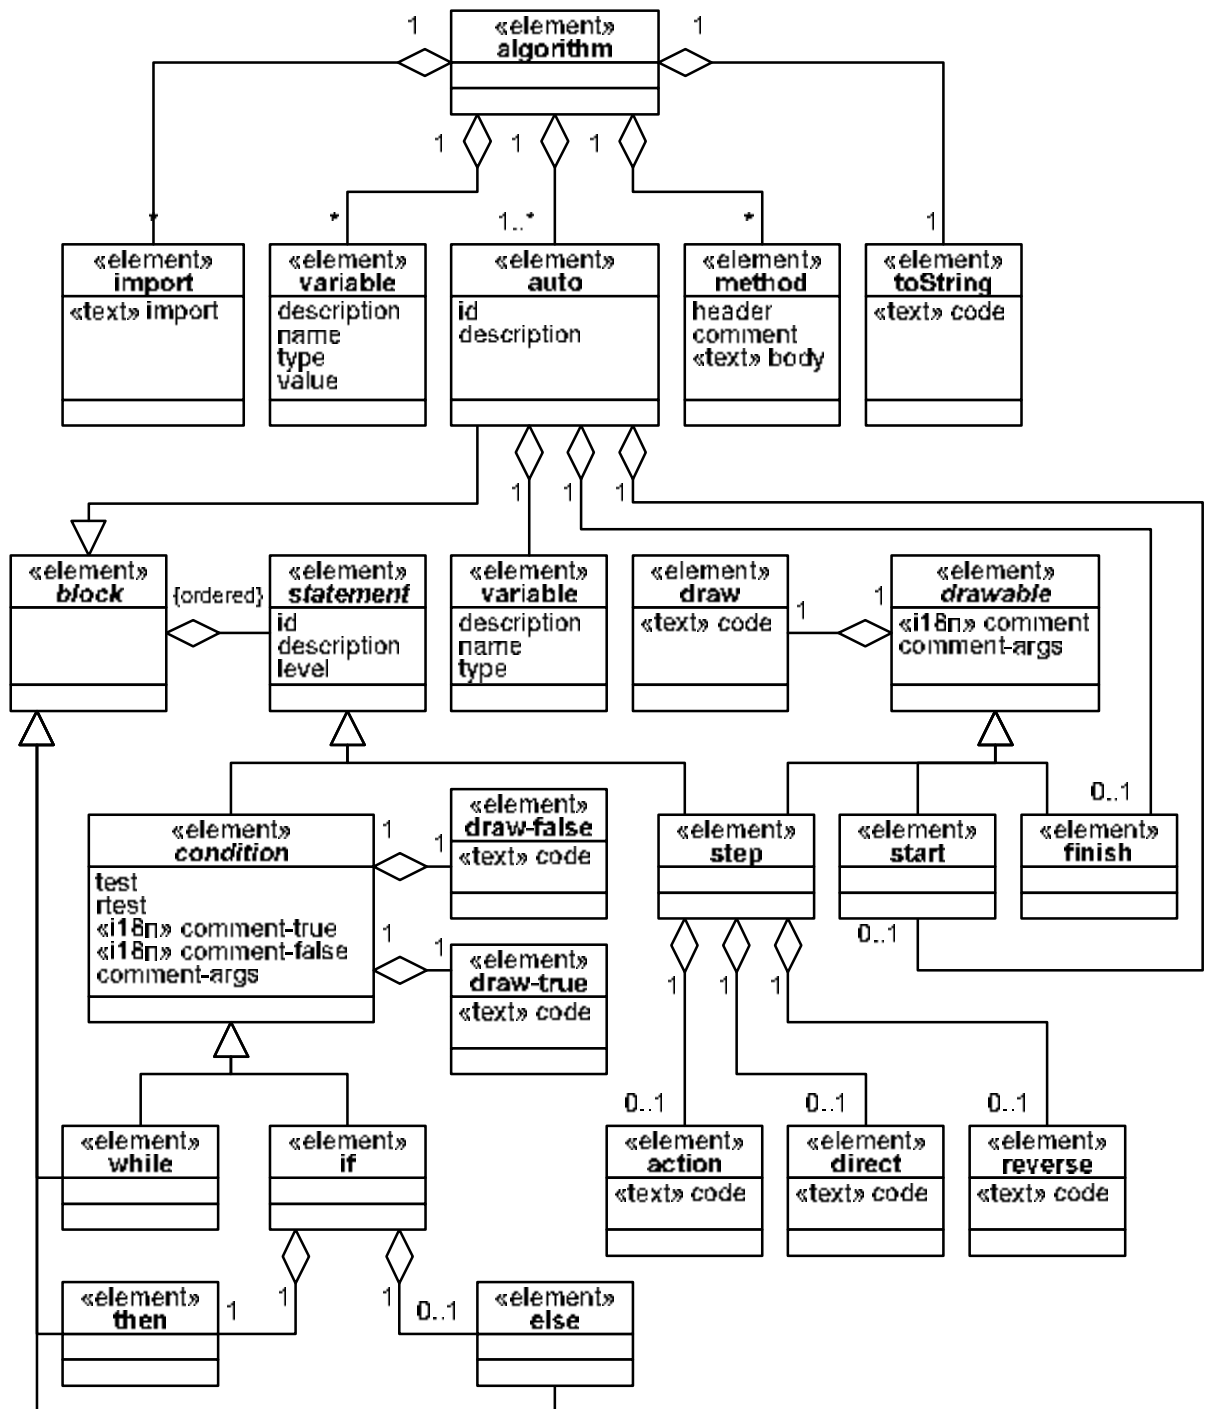 1
«element»
algorithm
1
1
1
1
*
*
1..*
*
1
«element»
import
«text» import
«element»
variable
description
name
type
value
«element»
auto
id
description
«element»
method
header
comment
«text» body
«element»
toString
«text» code
1
1
1
«element»
block
{ordered}
«element»
statement
id
description
level
«element»
variable
description
name
type
«element»
draw
«text» code
1
1
«element»
drawable
«i18n» comment
comment-args
0..1
«element»
condition
test
rtest
«i18n» comment-true
«i18n» comment-false
comment-args
1
1
«element»
draw-false
«text» code
1
1
«element»
draw-true
«text» code
«element»
step
«element»
start
«element»
finish
0..1
1
1
1
0..1
0..1
0..1
«element»
while
«element»
if
«element»
action
«text» code
«element»
direct
«text» code
«element»
reverse
«text» code
«element»
then
1
1
1
0..1
«element»
else